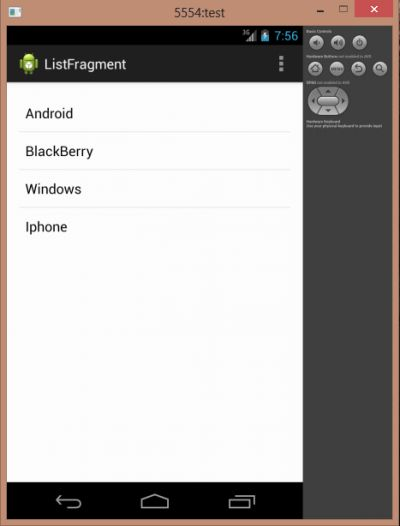 5554:test
3G 7:56
ListFragment
Android
BlackBerry
Windows
Iphone
Basic Controls
Hardware Buttons not enabled in AVD
MENU
DPAD not enabled in AVD
Hardware Keyboard
Use your physical keyboard to provide input